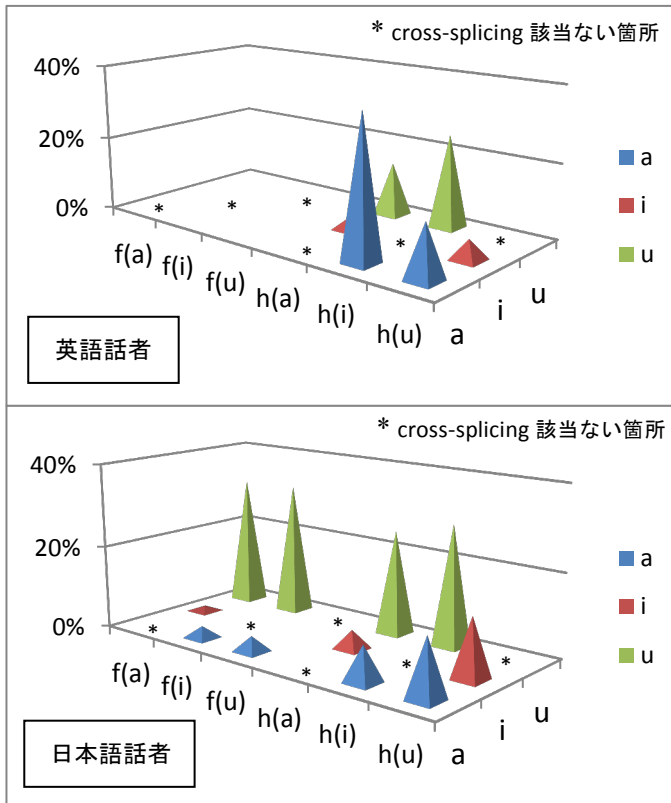 * cross-splicing 該当ない箇所
40%
20%
0%
* * * * * *
f(a) f(i) f(u) h(a) h(i) h(u)
a i u
a
i
u
英語話者
* cross-splicing 該当ない箇所
40%
20%
0%
* * * * * *
f(a) f(i) f(u) h(a) h(i) h(u)
a i u
a
i
u
日本語話者